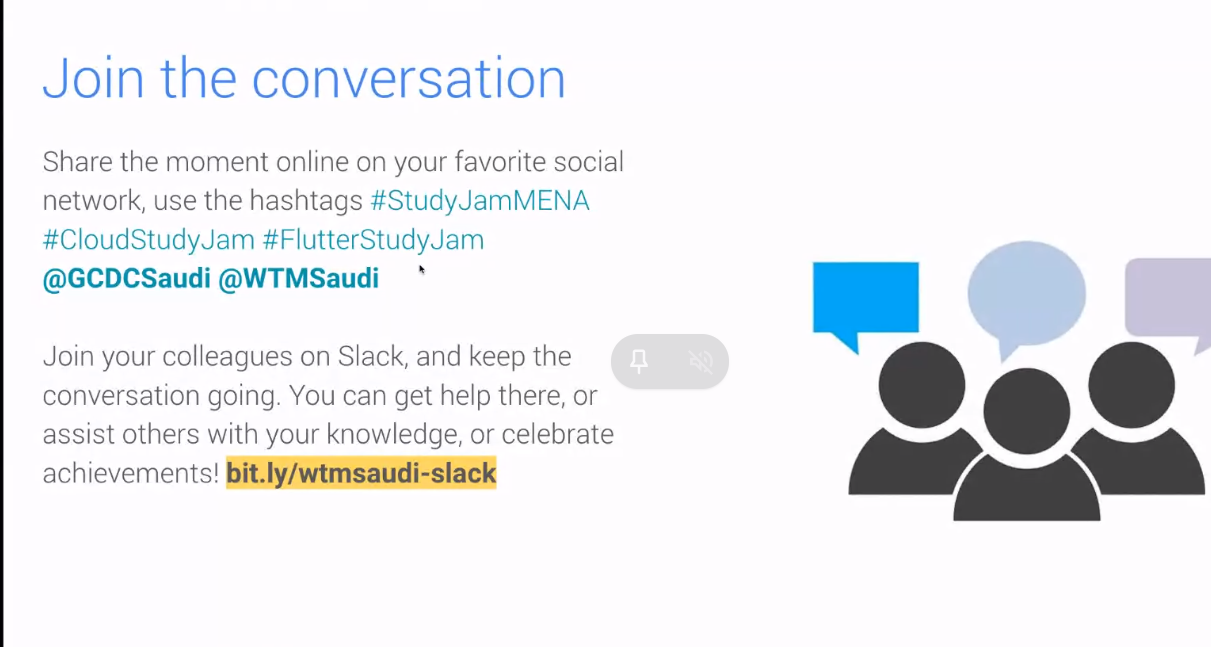 Join the conversation
Share the moment online on your favorite social
network, use the hashtags #StudyJamMENA
#CloudStudyJam #FlutterStudyJam
@GCDCSaudi @WTMSaudi
Join your colleagues on Slack, and keep the
conversation going. You can get help there, or
assist others with your knowledge, or celebrate
achievements! bit.ly/wtmsaudi-slack